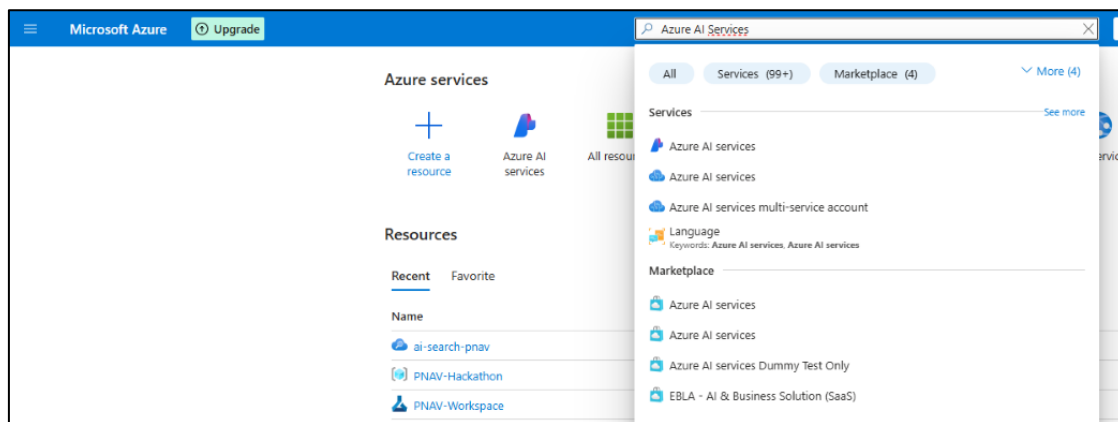 Microsoft Azure
Upgrade
Azure AI Services
All
Services (99+)
Marketplace (4)
More (4)
Azure services
Create a
resource
Azure AI
services
All resour
Services
See more
Azure AI services
Azure AI services
Azure AI services multi-service account
Language
Keywords: Azure AI services, Azure AI services
Marketplace
Azure AI services
Azure AI services
Azure AI services Dummy Test Only
EBLA - AI & Business Solution (SaaS)
Resources
Recent
Favorite
Name
ai-search-pnav
PNAV-Hackathon
PNAV-Workspace